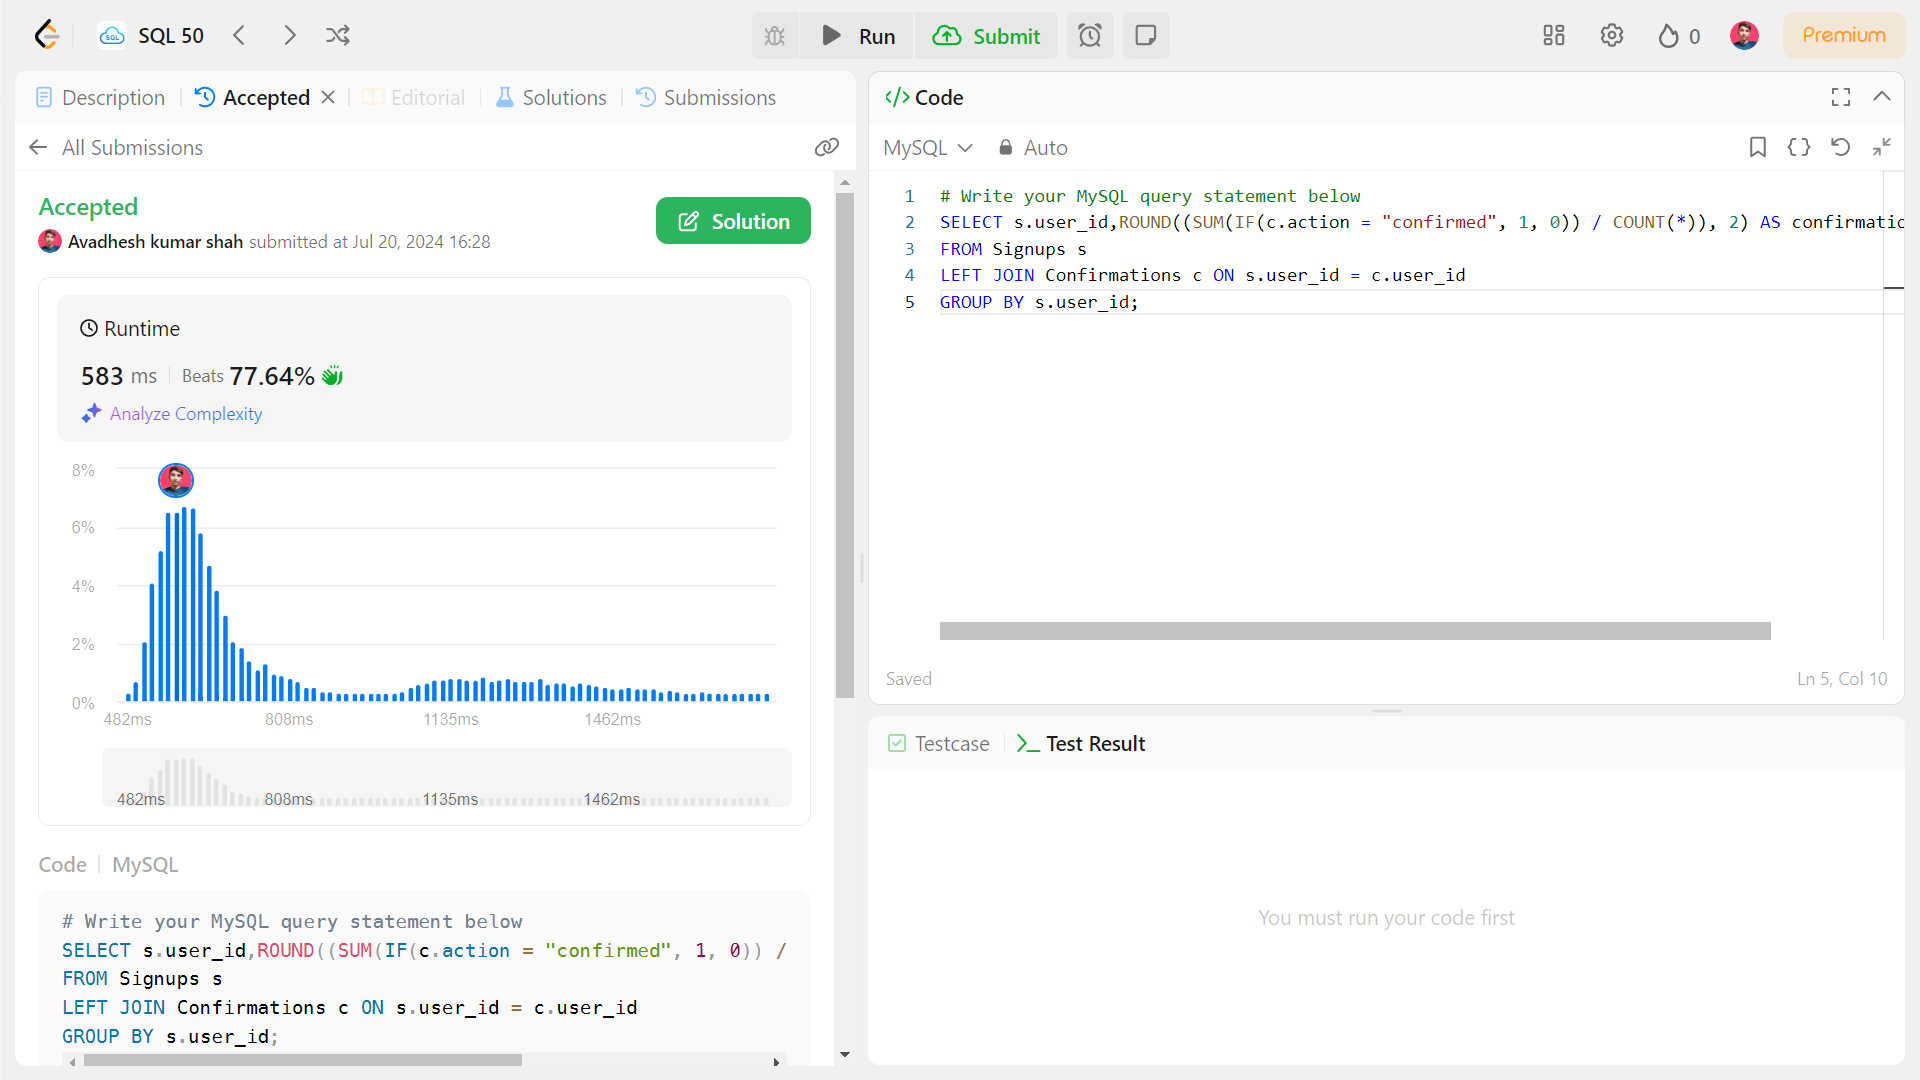 SQL 50
Run
Submit
0
Premium
Description
Accepted
Editorial
Solutions
Submissions
All Submissions
Accepted
Avadhesh kumar shah submitted at Jul 20, 2024 16:28
Solution
Runtime
583 ms
Beats 77.64%
Analyze Complexity
8%
6%
4%
2%
0%
482ms 808ms 1135ms 1462ms
482ms 808ms 1135ms 1462ms
Code
MySQL
# Write your MySQL query statement below
SELECT s.user_id,ROUND((SUM(IF(c.action = "confirmed", 1, 0)) /
FROM Signups s
LEFT JOIN Confirmations c ON s.user_id = c.user_id
GROUP BY s.user_id;
</> Code
MySQL
Auto
1 # Write your MySQL query statement below
2 SELECT s.user_id,ROUND((SUM(IF(c.action = "confirmed", 1, 0)) / COUNT(*)), 2) AS confirmatio
3 FROM Signups s
4 LEFT JOIN Confirmations c ON s.user_id = c.user_id
5 GROUP BY s.user_id;
Saved
Ln 5, Col 10
Testcase
Test Result
You must run your code first